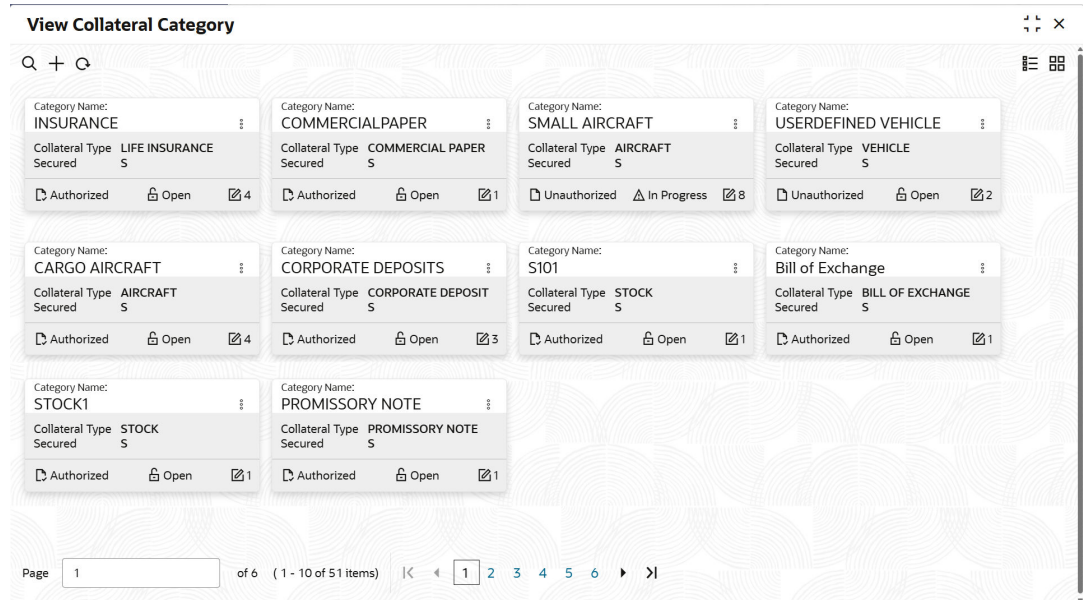 View Collateral Category
Category Name:
INSURANCE
Collateral Type LIFE INSURANCE
Secured S
Authorized Open 4
Category Name:
COMMERCIALPAPER
Collateral Type COMMERCIAL PAPER
Secured S
Authorized Open 1
Category Name:
SMALL AIRCRAFT
Collateral Type AIRCRAFT
Secured S
Unauthorized In Progress 8
Category Name:
USERDEFINED VEHICLE
Collateral Type VEHICLE
Secured S
Unauthorized Open 2
Category Name:
CARGO AIRCRAFT
Collateral Type AIRCRAFT
Secured S
Authorized Open 4
Category Name:
CORPORATE DEPOSITS
Collateral Type CORPORATE DEPOSIT
Secured S
Authorized Open 3
Category Name:
S101
Collateral Type STOCK
Secured S
Authorized Open 1
Category Name:
Bill of Exchange
Collateral Type BILL OF EXCHANGE
Secured S
Authorized Open 1
Category Name:
STOCK1
Collateral Type STOCK
Secured S
Authorized Open 1
Category Name:
PROMISSORY NOTE
Collateral Type PROMISSORY NOTE
Secured S
Authorized Open 1
Page 1 of 6 ( 1 - 10 of 51 items) 1 2 3 4 5 6